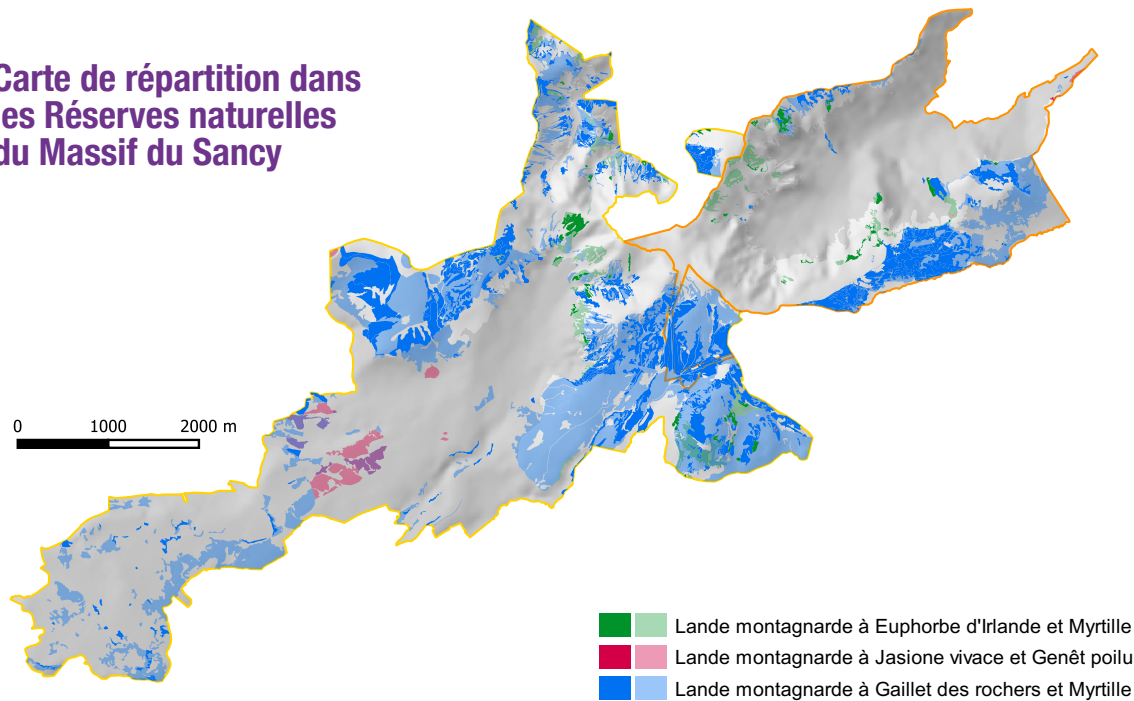 Carte de répartition dans
les Réserves naturelles
du Massif du Sancy
0 1000 2000 m
Lande montagnarde à Euphorbe d'Irlande et Myrtille
Lande montagnarde à Jasione vivace et Genêt poilu
Lande montagnarde à Gaillet des rochers et Myrtille